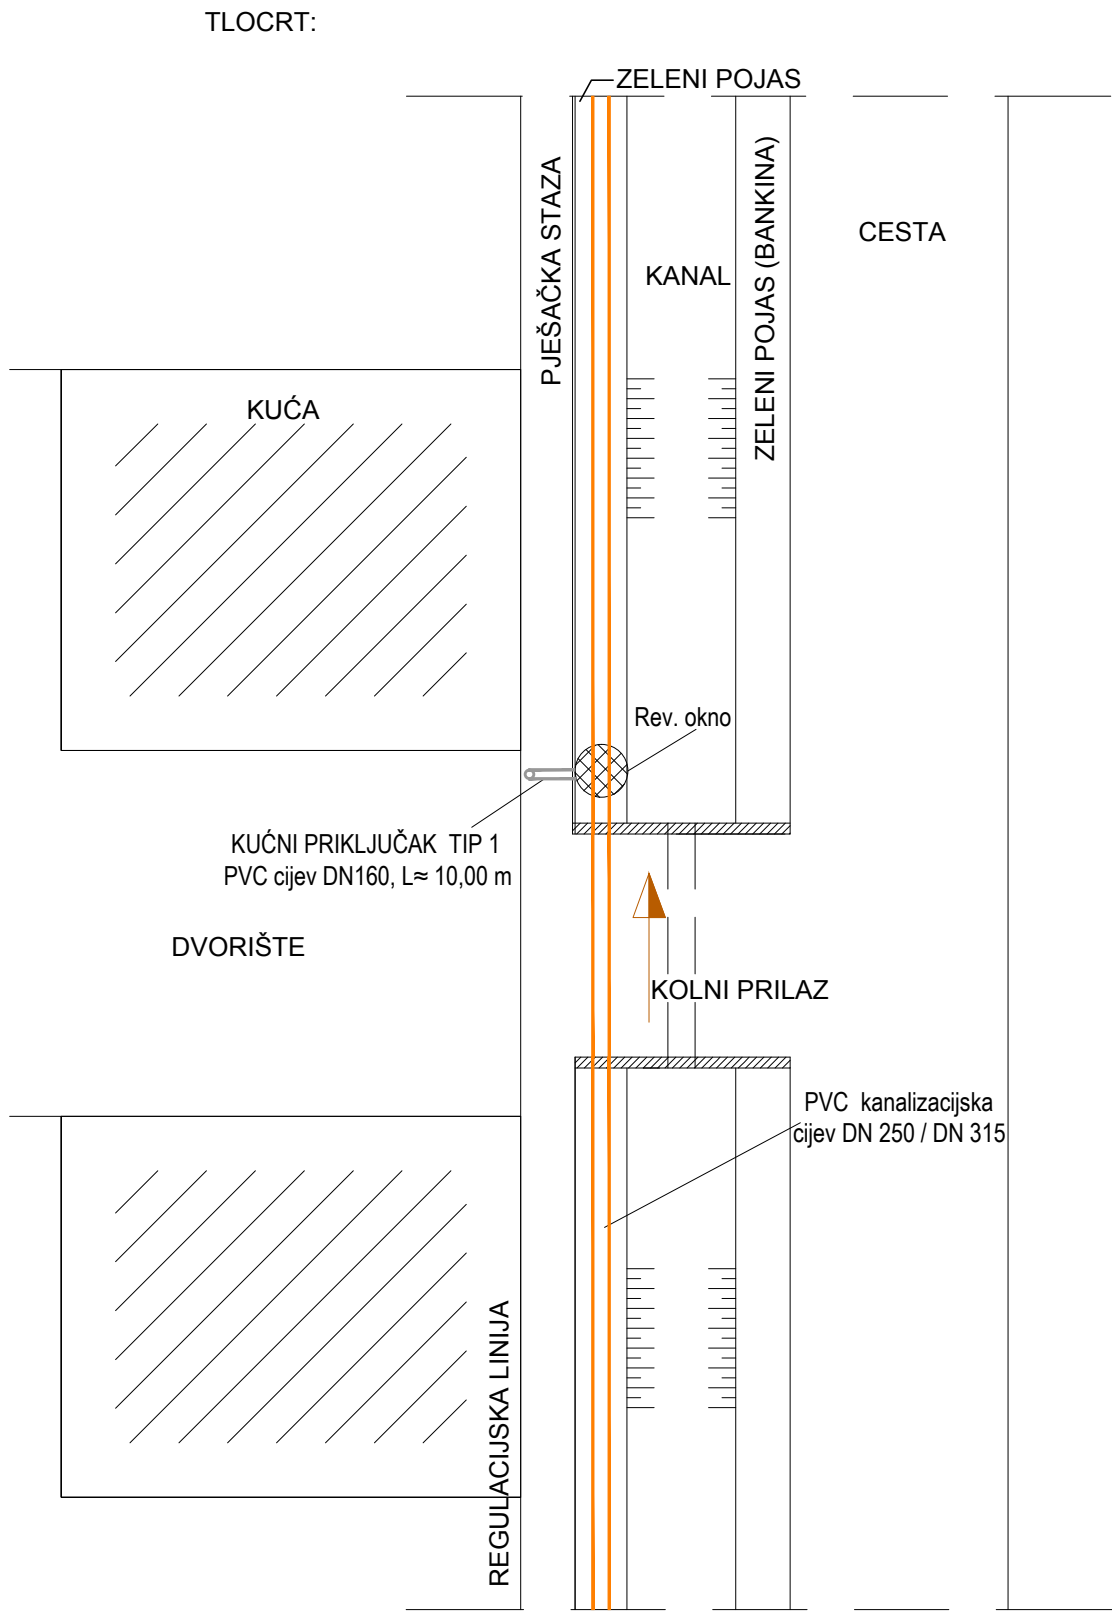 TLOCRT:
ZELENI POJAS
PJEŠAČKA STAZA
KANAL
ZELENI POJAS (BANKINA)
CESTA
KUĆA
Rev. okno
KUĆNI PRIKLJUČAK TIP 1
PVC cijev DN160, L≈ 10,00 m
DVORIŠTE
KOLNI PRILAZ
PVC kanalizacijska
cijev DN 250 / DN 315
REGULACIJSKA LINIJA